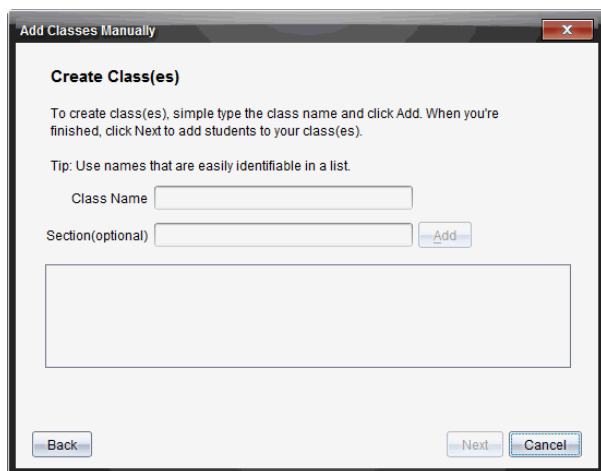 Add Classes Manually
X
Create Class(es)
To create class(es), simple type the class name and click Add. When you're
finished, click Next to add students to your class(es).
Tip: Use names that are easily identifiable in a list.
Class Name
Section(optional)
Add
Back
Next
Cancel